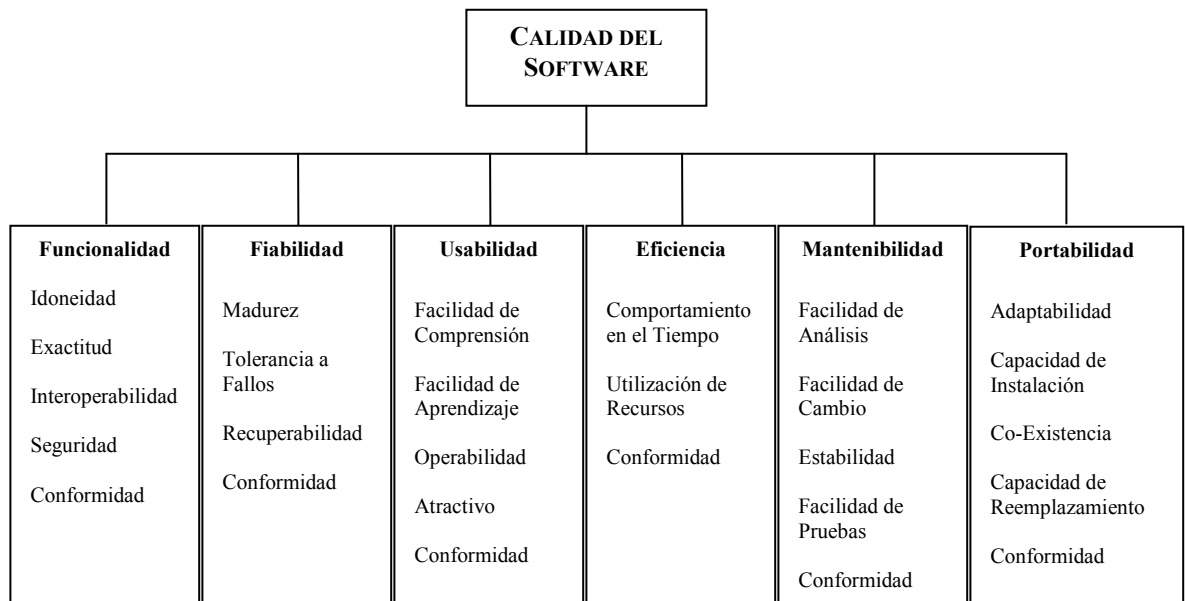 CALIDAD DEL
SOFTWARE
Funcionalidad
Idoneidad
Exactitud
Interoperabilidad
Seguridad
Conformidad
Fiabilidad
Madurez
Tolerancia a
Fallos
Recuperabilidad
Conformidad
Usabilidad
Facilidad de
Comprensión
Facilidad de
Aprendizaje
Operabilidad
Atractivo
Conformidad
Eficiencia
Comportamiento
en el Tiempo
Utilización de
Recursos
Conformidad
Mantenibilidad
Facilidad de
Análisis
Facilidad de
Cambio
Estabilidad
Facilidad de
Pruebas
Conformidad
Portabilidad
Adaptabilidad
Capacidad de
Instalación
Co-Existencia
Capacidad de
Reemplazamiento
Conformidad